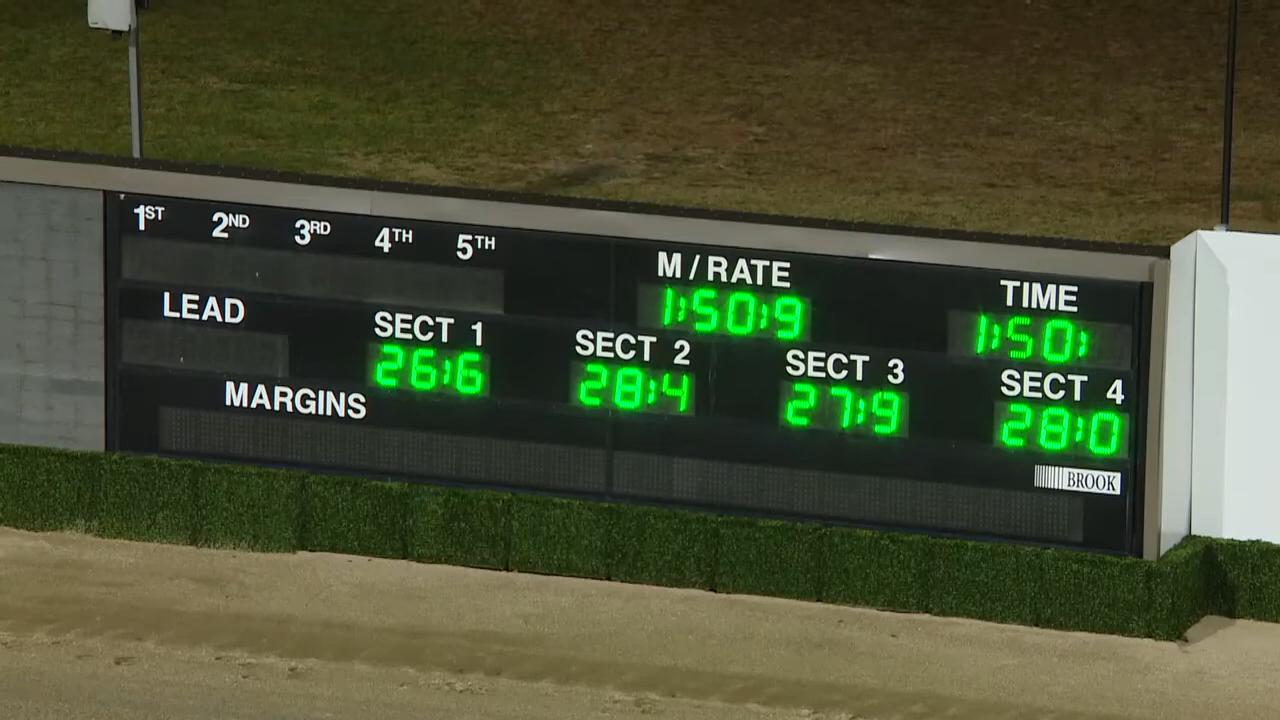 1ST 2ND 3RD 4TH 5TH
M/RATE
1:50:9
TIME
1:50:
LEAD
SECT 1
26:6
SECT 2
28:4
SECT 3
27:9
SECT 4
28:0
MARGINS
BROOK